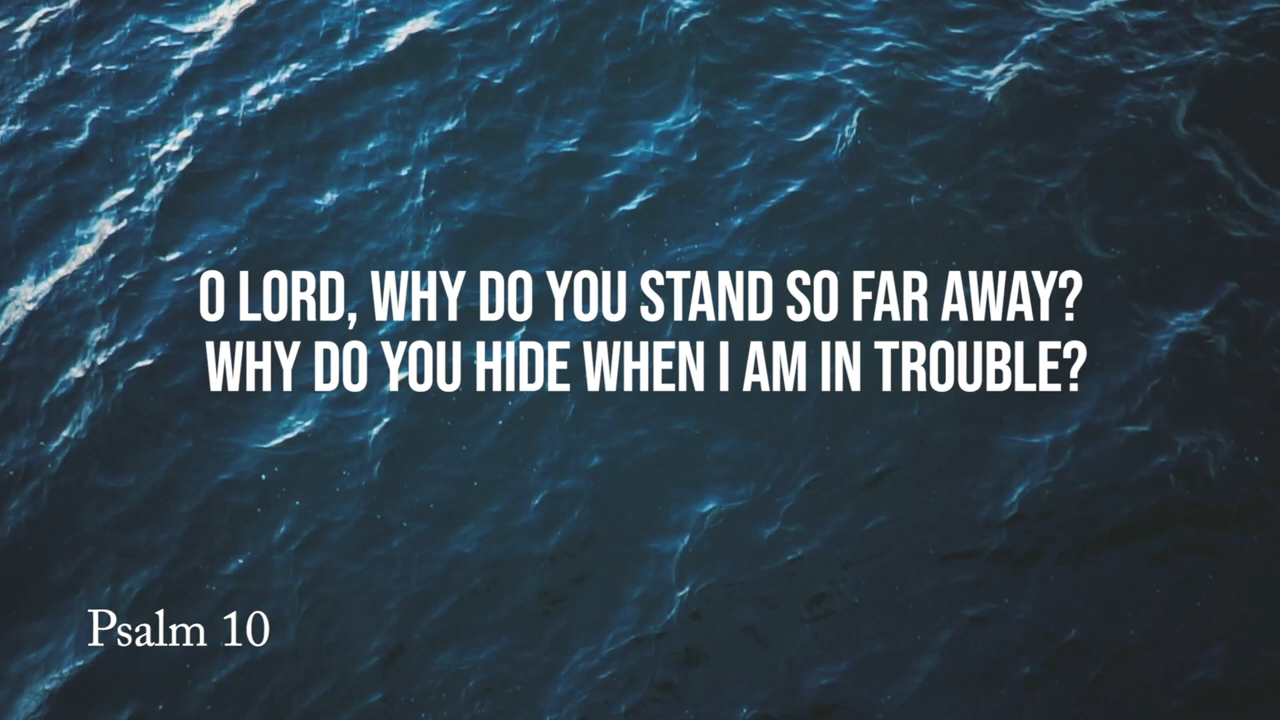 O LORD, WHY DO YOU STAND SO FAR AWAY?
WHY DO YOU HIDE WHEN I AM IN TROUBLE?
Psalm 10